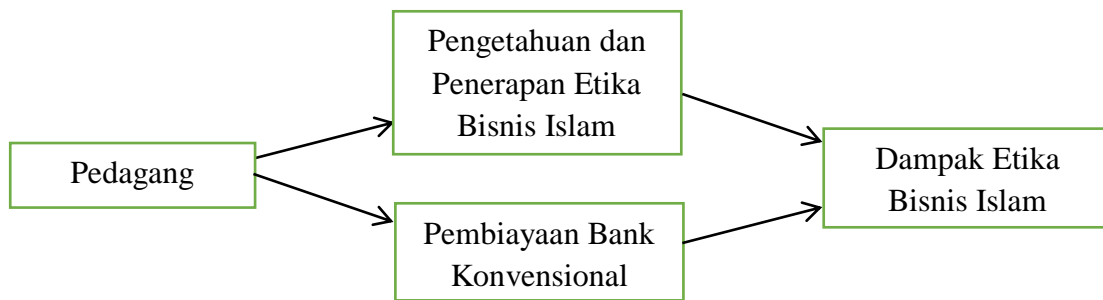 Pengetahuan dan
Penerapan Etika
Bisnis Islam
Pedagang
Dampak Etika
Bisnis Islam
Pembiayaan Bank
Konvensional